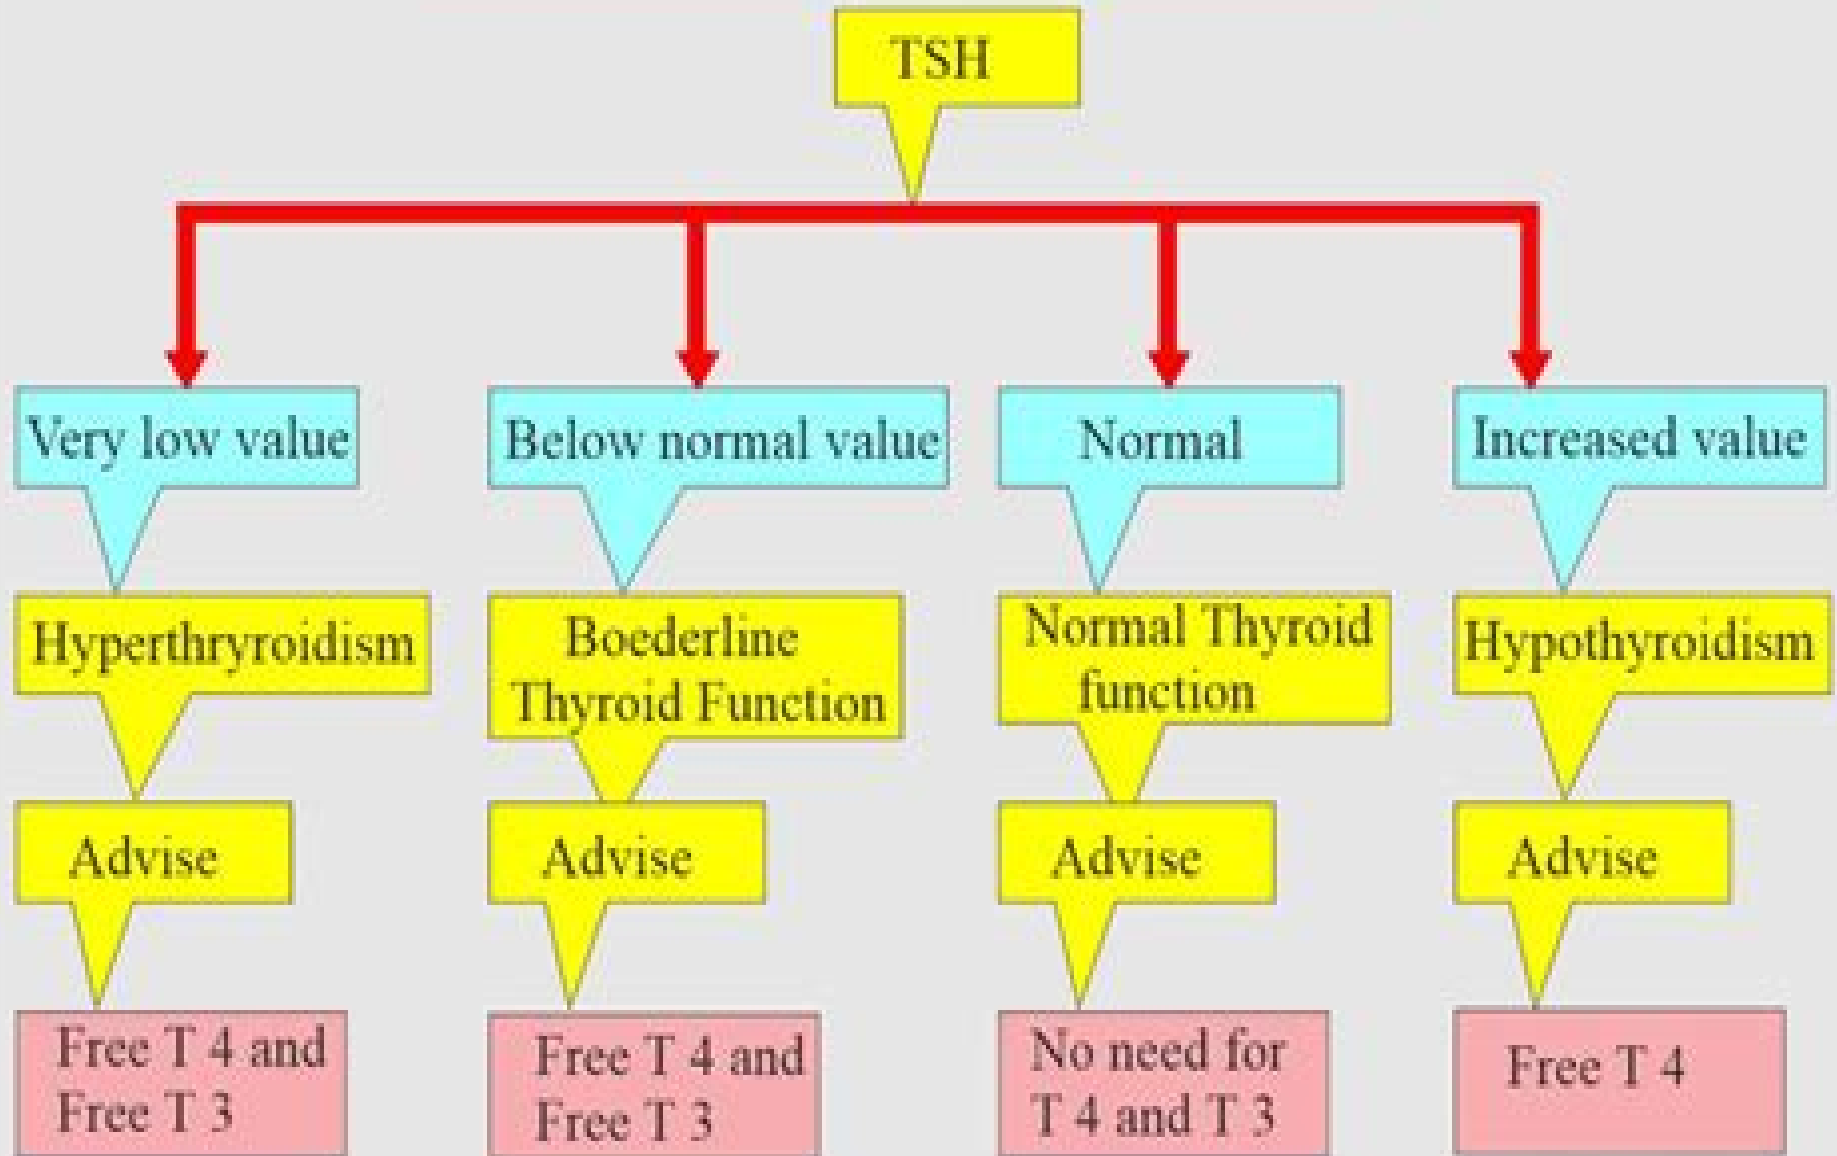 TSH
Very low value
Below normal value
Normal
Increased value
Hyperthryroidism
Boederline
Thyroid Function
Normal Thyroid
function
Hypothyroidism
Advise
Advise
Advise
Advise
Free T 4 and
Free T 3
Free T 4 and
Free T 3
No need for
T 4 and T 3
Free T 4